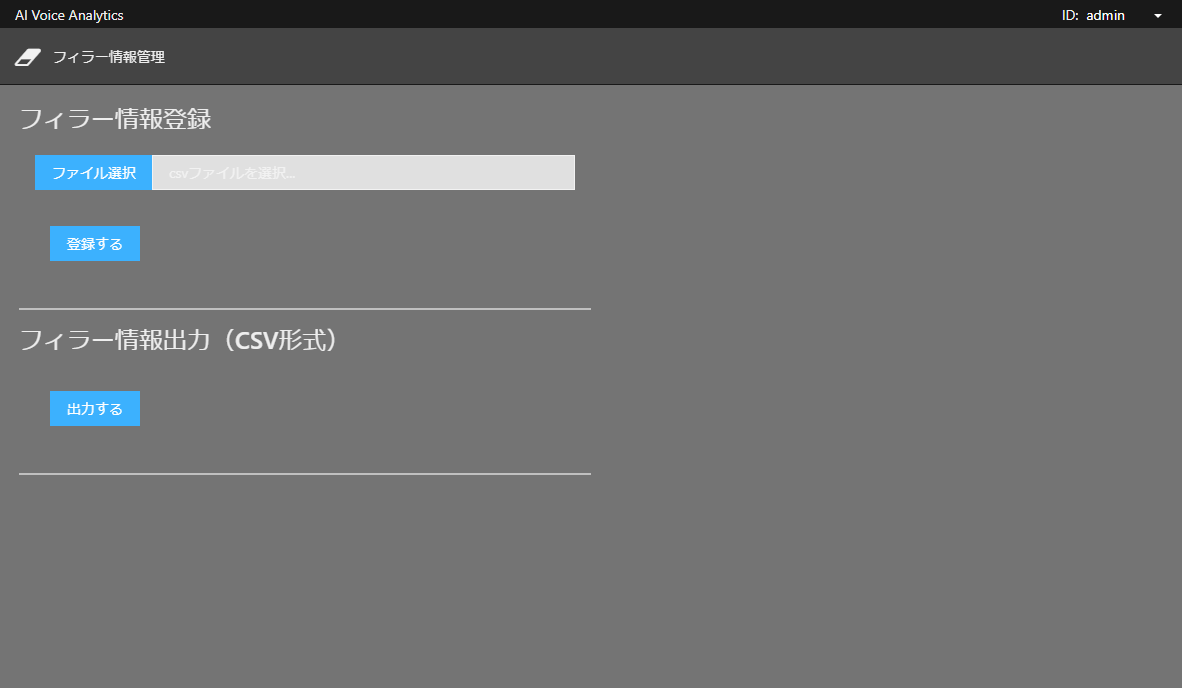 AI Voice Analytics
ID: admin
フィラー情報管理
フィラー情報登録
ファイル選択 csvファイルを選択...
登録する
フィラー情報出力（CSV形式）
出力する